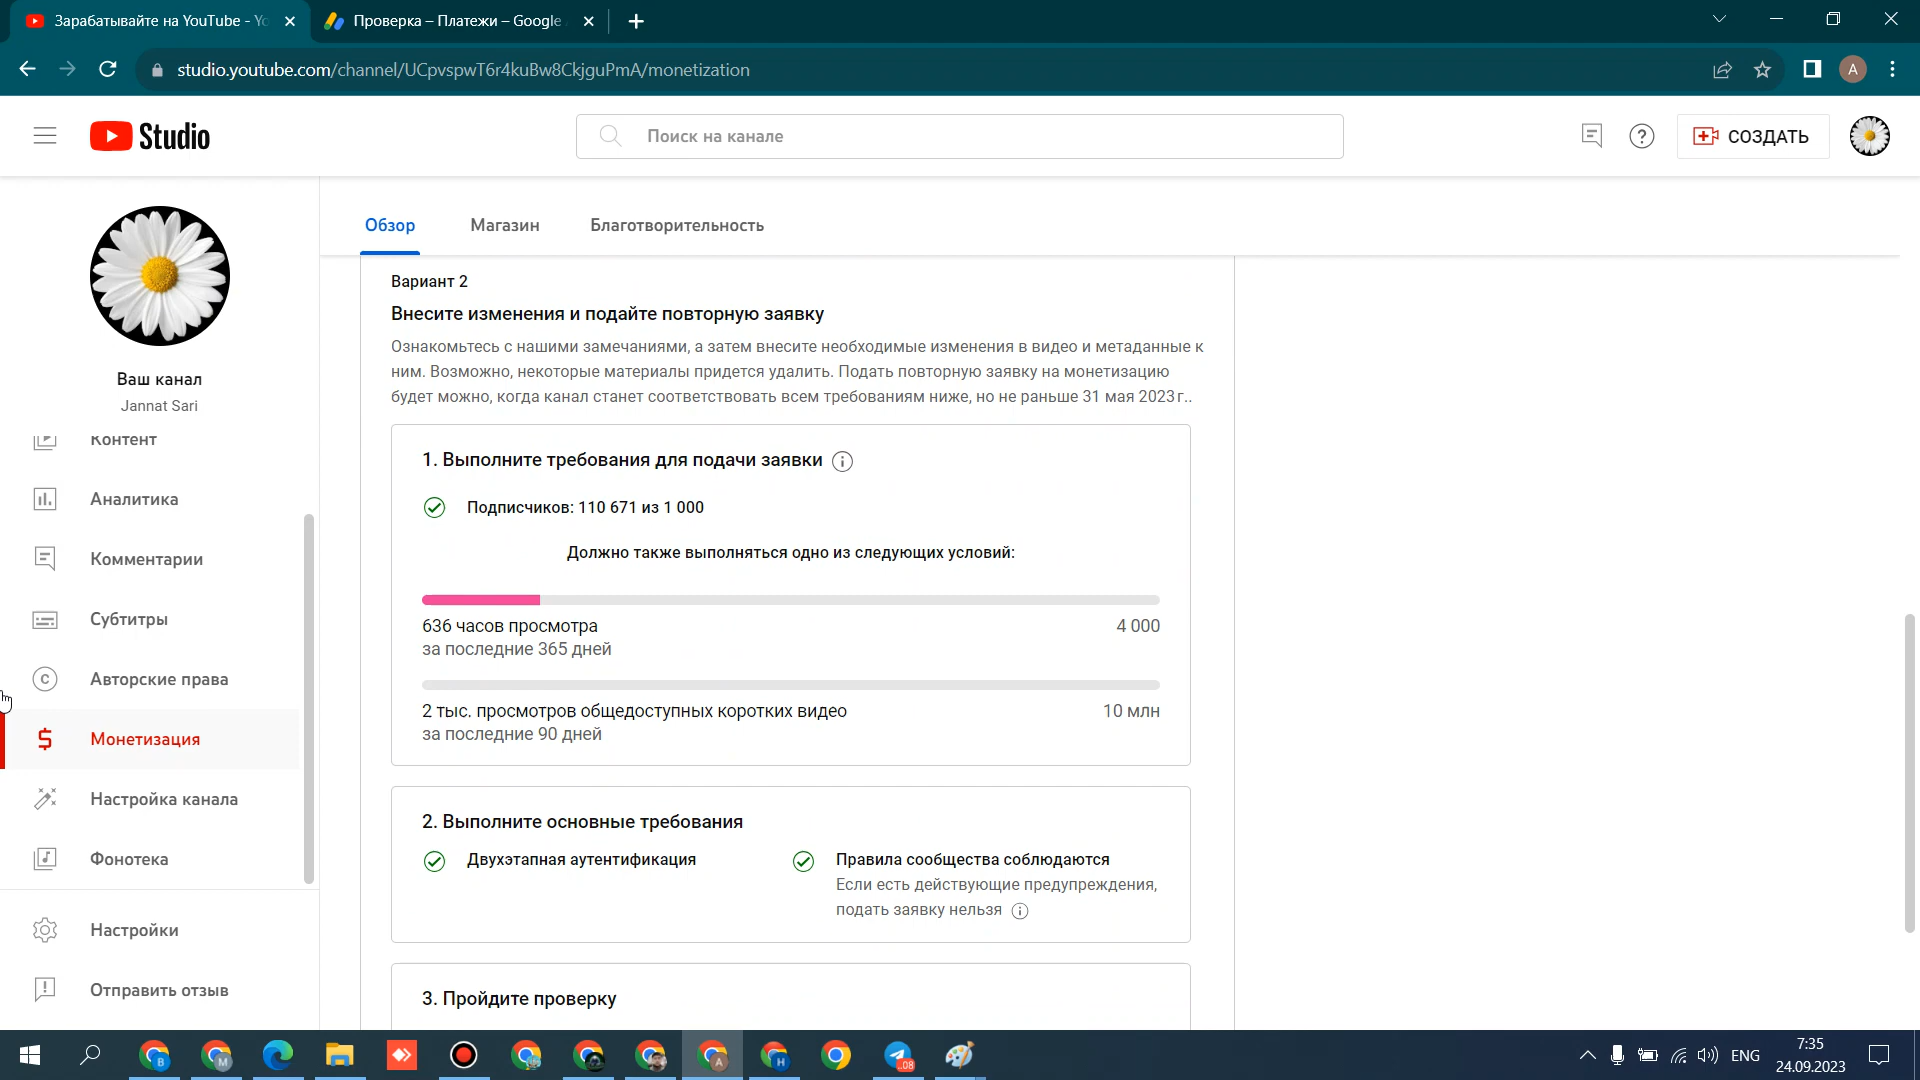 Зарабатывайте на YouTube - Yo
Проверка – Платежи – Google
studio.youtube.com/channel/UCpvspwT6r4kuBw8CkjguPmA/monetization
A
Studio
Поиск на канале
СОЗДАТЬ
Обзор
Магазин
Благотворительность
Ваш канал
Jannat Sari
Контент
Аналитика
Комментарии
Субтитры
Авторские права
Монетизация
Настройка канала
Фонотека
Настройки
Отправить отзыв
Вариант 2
Внесите изменения и подайте повторную заявку
Ознакомьтесь с нашими замечаниями, а затем внесите необходимые изменения в видео и метаданные к
ним. Возможно, некоторые материалы придется удалить. Подать повторную заявку на монетизацию
будет можно, когда канал станет соответствовать всем требованиям ниже, но не раньше 31 мая 2023 г..
1. Выполните требования для подачи заявки
Подписчиков: 110 671 из 1 000
Должно также выполняться одно из следующих условий:
636 часов просмотра
4 000
за последние 365 дней
2 тыс. просмотров общедоступных коротких видео
10 млн
за последние 90 дней
2. Выполните основные требования
Двухэтапная аутентификация
Правила сообщества соблюдаются
Если есть действующие предупреждения,
подать заявку нельзя
3. Пройдите проверку
B
M
A
H
..08
ENG
7:35
24.09.2023